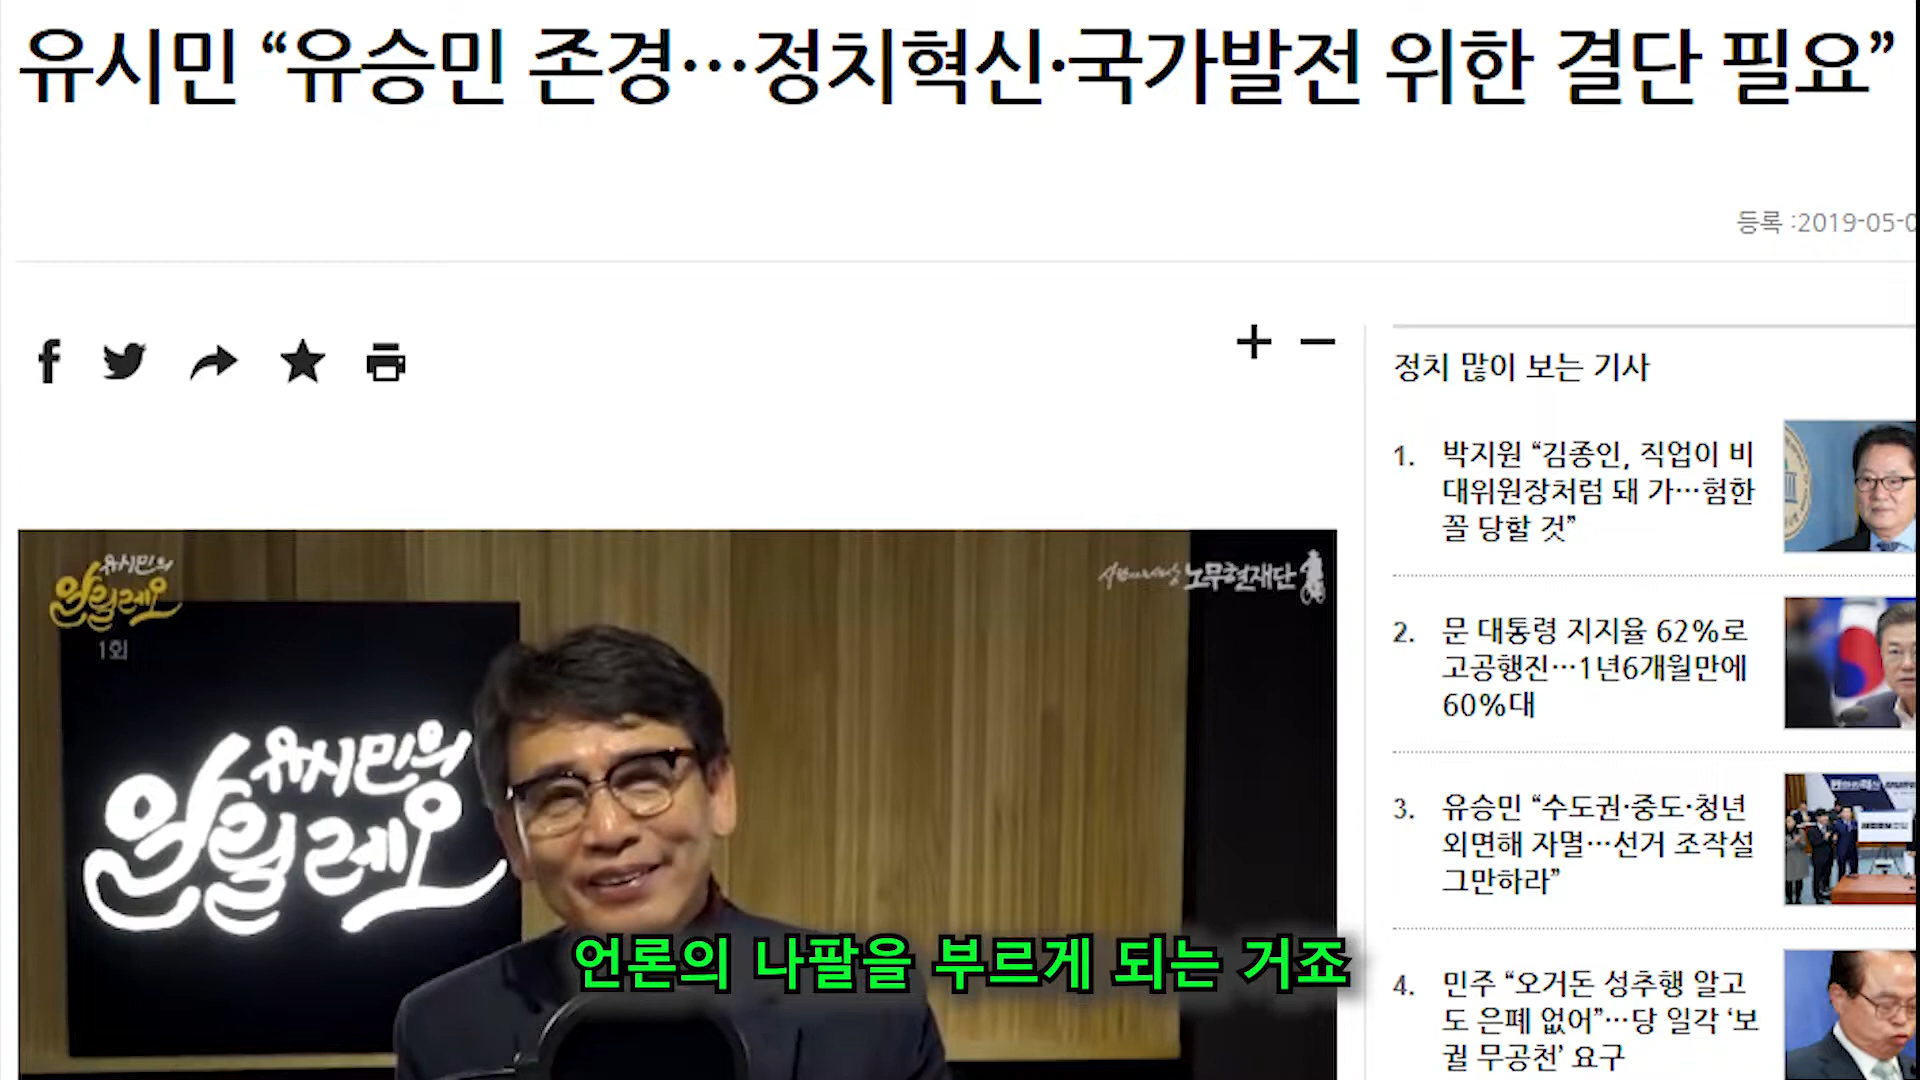 유시민 “유승민 존경…정치혁신·국가발전 위한 결단 필요”
등록 :2019-05-0
정치 많이 보는 기사
1. 박지원 “김종인, 직업이 비
대위원장처럼 돼 가…험한
꼴 당할 것”
2. 문 대통령 지지율 62%로
고공행진…1년6개월만에
60%대
3. 유승민 “수도권·중도·청년
외면해 자멸…선거 조작설
그만하라”
4. 민주 “오거돈 성추행 알고
도 은폐 없어”…당 일각 ‘보
궐 무공천’ 요구
유시민의
알릴레오
1회
사람사는세상 노무현재단
유시민의
알릴레오
언론의 나팔을 부르게 되는 거죠